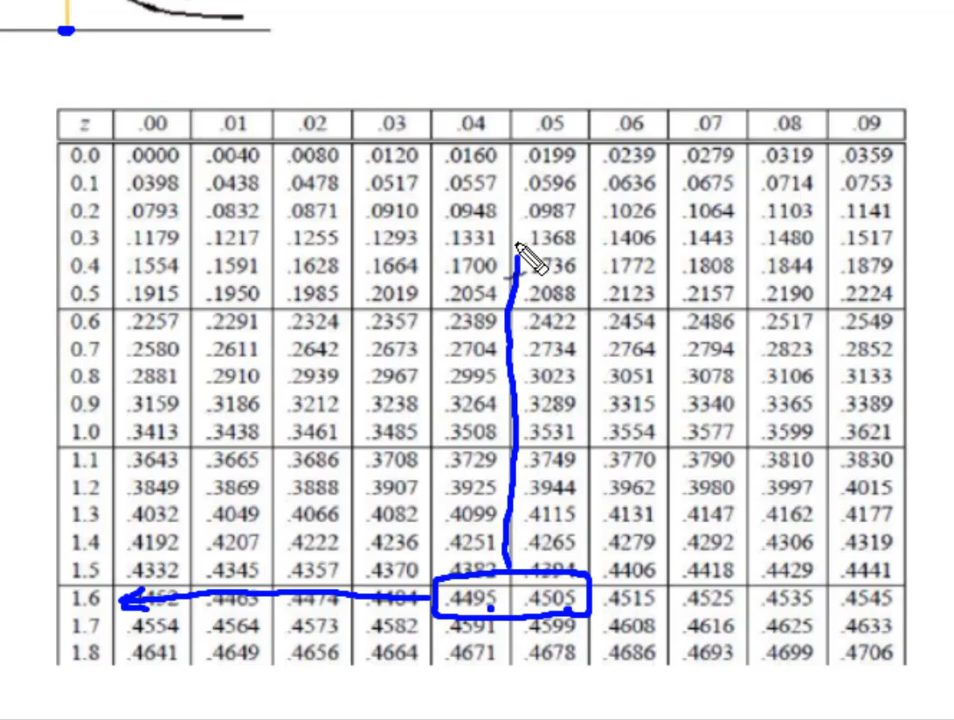 z .00 .01 .02 .03 .04 .05 .06 .07 .08 .09
0.0 .0000 .0040 .0080 .0120 .0160 .0199 .0239 .0279 .0319 .0359
0.1 .0398 .0438 .0478 .0517 .0557 .0596 .0636 .0675 .0714 .0753
0.2 .0793 .0832 .0871 .0910 .0948 .0987 .1026 .1064 .1103 .1141
0.3 .1179 .1217 .1255 .1293 .1331 .1368 .1406 .1443 .1480 .1517
0.4 .1554 .1591 .1628 .1664 .1700 .1772 .1808 .1844 .1879
0.5 .1915 .1950 .1985 .2019 .2054 .2088 .2123 .2157 .2190 .2224
0.6 .2257 .2291 .2324 .2357 .2389 .2422 .2454 .2486 .2517 .2549
0.7 .2580 .2611 .2642 .2673 .2704 .2734 .2764 .2794 .2823 .2852
0.8 .2881 .2910 .2939 .2967 .2995 .3023 .3051 .3078 .3106 .3133
0.9 .3159 .3186 .3212 .3238 .3264 .3289 .3315 .3340 .3365 .3389
1.0 .3413 .3438 .3461 .3485 .3508 .3531 .3554 .3577 .3599 .3621
1.1 .3643 .3665 .3686 .3708 .3729 .3749 .3770 .3790 .3810 .3830
1.2 .3849 .3869 .3888 .3907 .3925 .3944 .3962 .3980 .3997 .4015
1.3 .4032 .4049 .4066 .4082 .4099 .4115 .4131 .4147 .4162 .4177
1.4 .4192 .4207 .4222 .4236 .4251 .4265 .4279 .4292 .4306 .4319
1.5 .4332 .4345 .4357 .4370 .4382 .4394 .4406 .4418 .4429 .4441
1.6 .4495 .4505 .4515 .4525 .4535 .4545
1.7 .4554 .4564 .4573 .4582 .4591 .4599 .4608 .4616 .4625 .4633
1.8 .4641 .4649 .4656 .4664 .4671 .4678 .4686 .4693 .4699 .4706